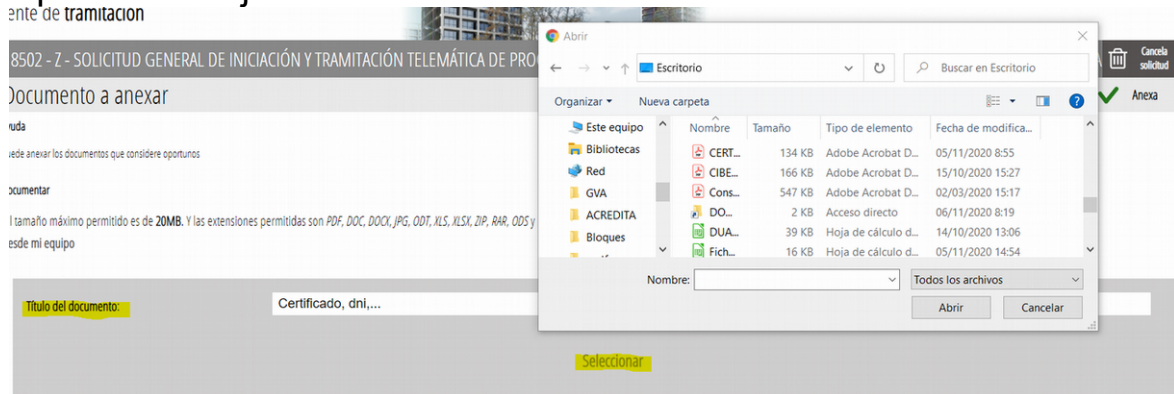 ente de tramitación
8502 - Z - SOLICITUD GENERAL DE INICIACIÓN Y TRAMITACIÓN TELEMÁTICA DE PRO
Cancela
solicitud
Documento a anexar
Anexa
yuda
uede anexar los documentos que considere oportunos
ocumentar
l tamaño máximo permitido es de 20MB. Y las extensiones permitidas son PDF, DOC, DOCX, JPG, ODT, XLS, XLSX, ZIP, RAR, ODS y
esde mi equipo
Título del documento:
Certificado, dni,...
Seleccionar
Abrir
Escritorio
Buscar en Escritorio
Organizar
Nueva carpeta
Este equipo
Bibliotecas
Red
GVA
ACREDITA
Bloques
Nombre Tamaño Tipo de elemento Fecha de modifica...
CERT... 134 KB Adobe Acrobat D... 05/11/2020 8:55
CIBE... 166 KB Adobe Acrobat D... 15/10/2020 15:27
Cons... 547 KB Adobe Acrobat D... 02/03/2020 15:17
DO... 2 KB Acceso directo 06/11/2020 8:19
DUA... 39 KB Hoja de cálculo d... 14/10/2020 13:06
Fich... 16 KB Hoja de cálculo d... 05/11/2020 14:54
Nombre:
Todos los archivos
Abrir
Cancelar